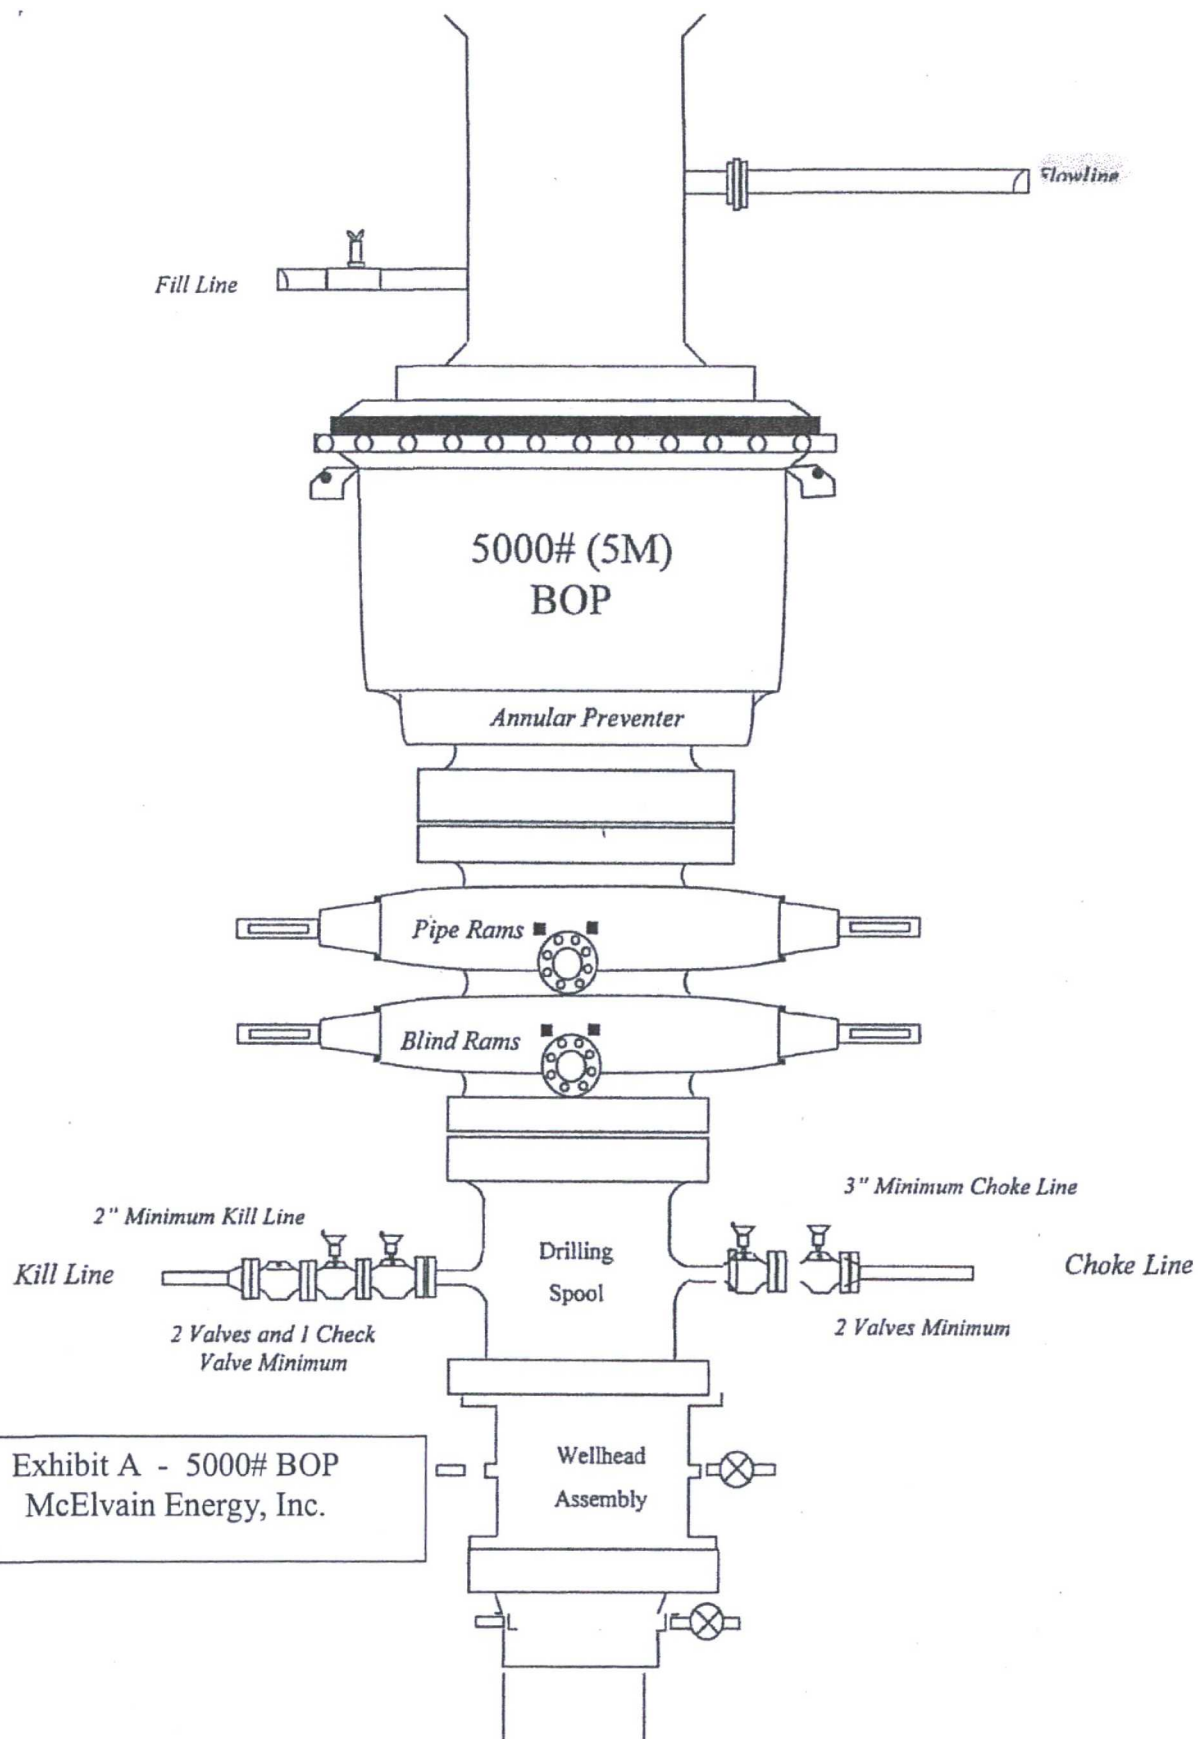 Flowline
Fill Line
5000# (5M)
BOP
Annular Preventer
Pipe Rams
Blind Rams
3" Minimum Choke Line
2" Minimum Kill Line
Drilling
Spool
Kill Line
Choke Line
2 Valves and 1 Check
Valve Minimum
2 Valves Minimum
Wellhead
Assembly
Exhibit A - 5000# BOP
McElvain Energy, Inc.